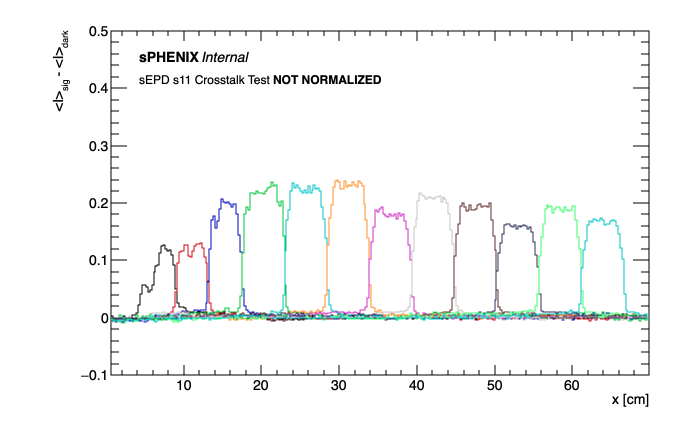 <I>sig - <I>dark
0.5
sPHENIX Internal
sEPD s11 Crosstalk Test NOT NORMALIZED
0.4
0.3
0.2
0.1
0
−0.1
10 20 30 40 50 60
x [cm]